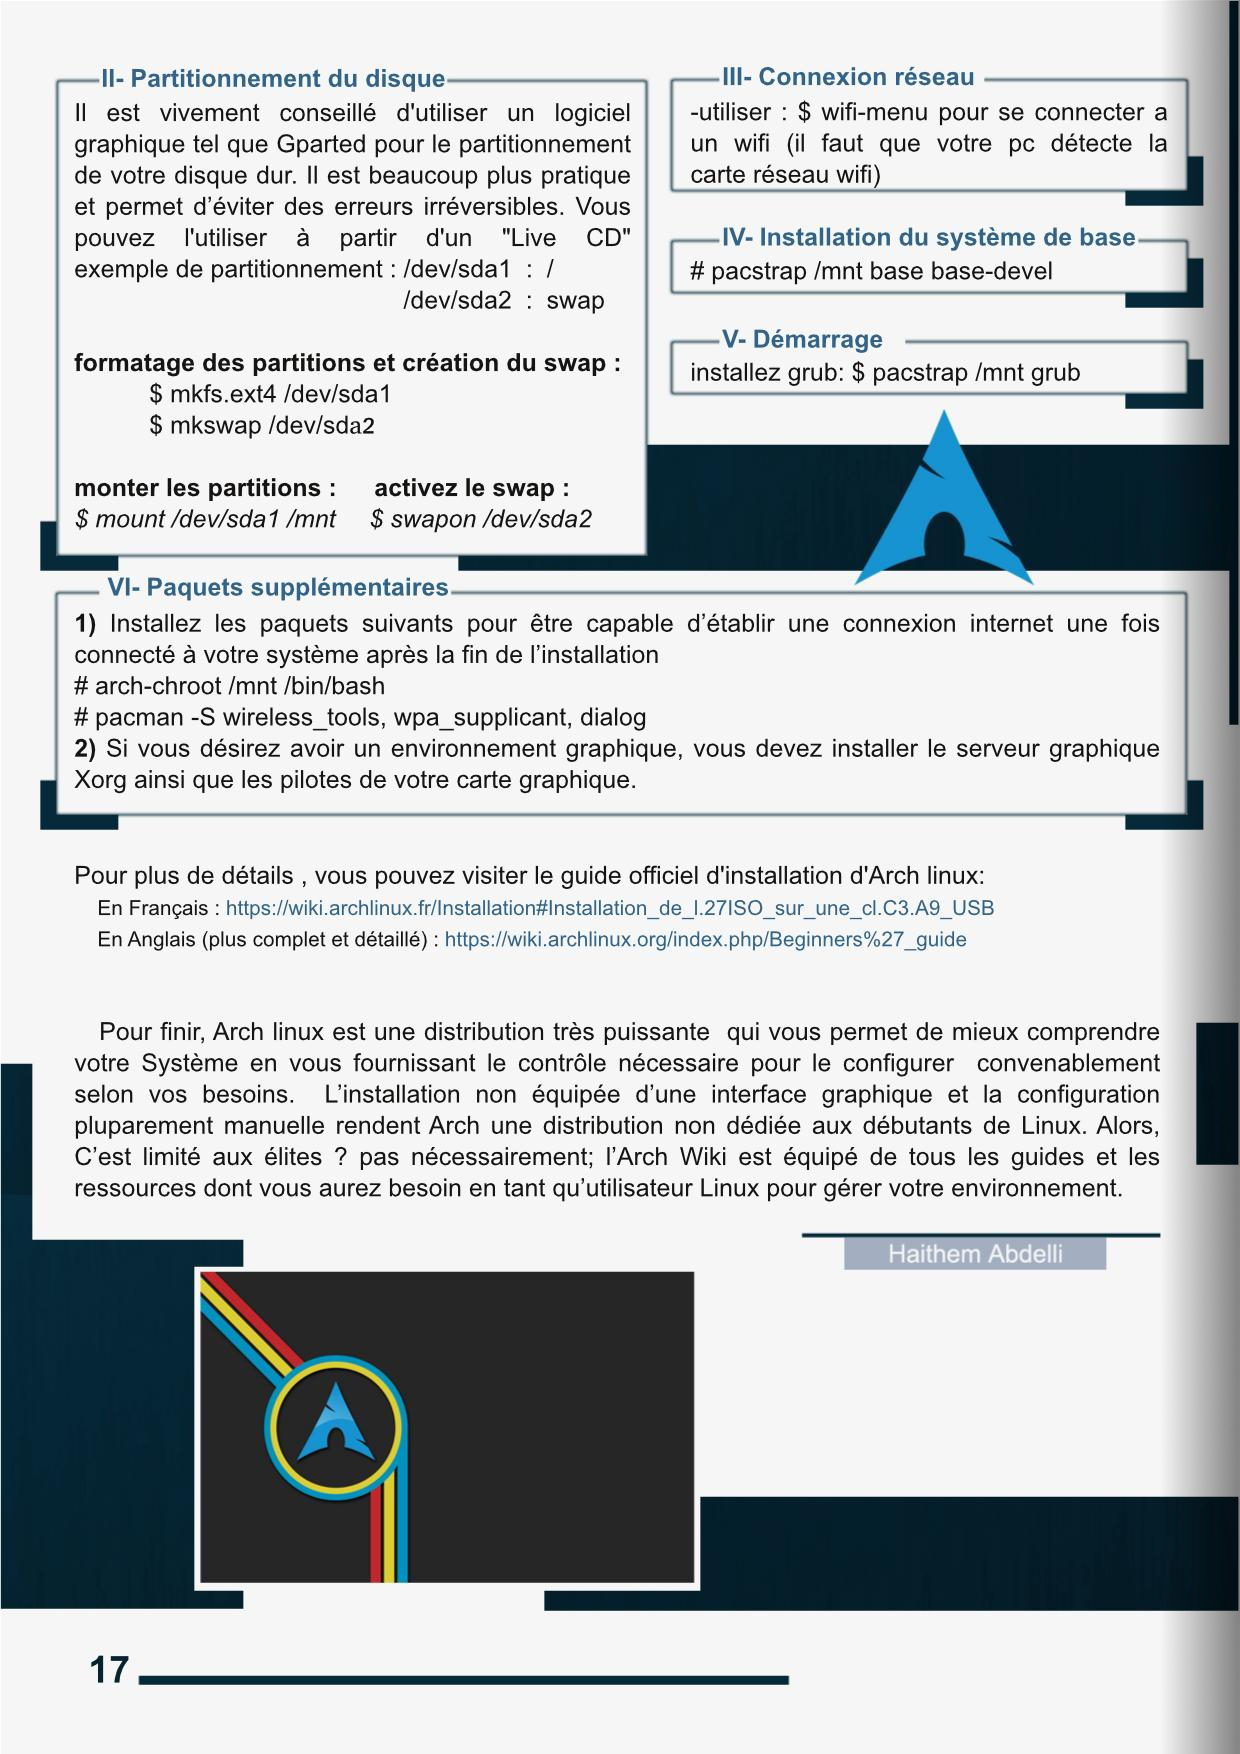 II- Partitionnement du disque
Il est vivement conseillé d'utiliser un logiciel
graphique tel que Gparted pour le partitionnement
de votre disque dur. Il est beaucoup plus pratique
et permet d’éviter des erreurs irréversibles. Vous
pouvez l'utiliser à partir d'un "Live CD"
exemple de partitionnement : /dev/sda1 : /
/dev/sda2 : swap
formatage des partitions et création du swap :
$ mkfs.ext4 /dev/sda1
$ mkswap /dev/sda2
monter les partitions : activez le swap :
$ mount /dev/sda1 /mnt $ swapon /dev/sda2
III- Connexion réseau
-utiliser : $ wifi-menu pour se connecter a
un wifi (il faut que votre pc détecte la
carte réseau wifi)
IV- Installation du système de base
# pacstrap /mnt base base-devel
V- Démarrage
installez grub: $ pacstrap /mnt grub
VI- Paquets supplémentaires
1) Installez les paquets suivants pour être capable d’établir une connexion internet une fois
connecté à votre système après la fin de l’installation
# arch-chroot /mnt /bin/bash
# pacman -S wireless_tools, wpa_supplicant, dialog
2) Si vous désirez avoir un environnement graphique, vous devez installer le serveur graphique
Xorg ainsi que les pilotes de votre carte graphique.
Pour plus de détails , vous pouvez visiter le guide officiel d'installation d'Arch linux:
En Français : https://wiki.archlinux.fr/Installation#Installation_de_l.27ISO_sur_une_cl.C3.A9_USB
En Anglais (plus complet et détaillé) : https://wiki.archlinux.org/index.php/Beginners%27_guide
Pour finir, Arch linux est une distribution très puissante qui vous permet de mieux comprendre
votre Système en vous fournissant le contrôle nécessaire pour le configurer convenablement
selon vos besoins. L’installation non équipée d’une interface graphique et la configuration
pluparement manuelle rendent Arch une distribution non dédiée aux débutants de Linux. Alors,
C’est limité aux élites ? pas nécessairement; l’Arch Wiki est équipé de tous les guides et les
ressources dont vous aurez besoin en tant qu’utilisateur Linux pour gérer votre environnement.
Haithem Abdelli
17